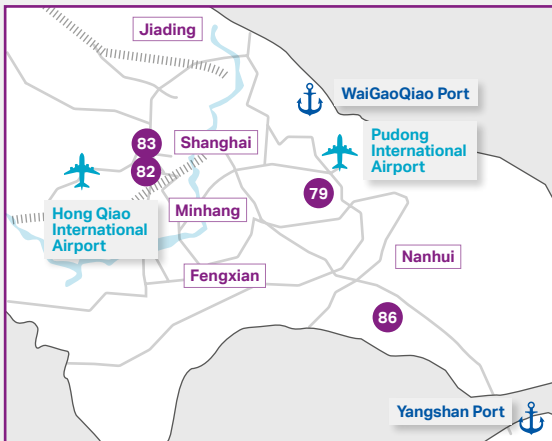 Jiading
WaiGaoQiao Port
83
Shanghai
Pudong
International
Airport
82
79
Hong Qiao
International
Airport
Minhang
Nanhui
Fengxian
86
Yangshan Port